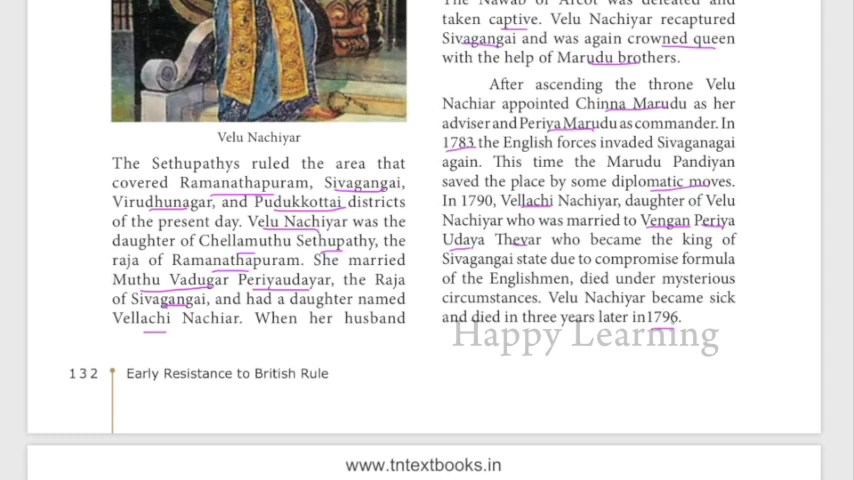 Velu Nachiyar
The Sethupathys ruled the area that
covered Ramanathapuram, Sivagangai,
Virudhunagar, and Pudukkottai districts
of the present day. Velu Nachiyar was the
daughter of Chellamuthu Sethupathy, the
raja of Ramanathapuram. She married
Muthu Vadugar Periyaudayar, the Raja
of Sivagangai, and had a daughter named
Vellachi Nachiar. When her husband
The Nawab of Arcot was defeated and
taken captive. Velu Nachiyar recaptured
Sivagangai and was again crowned queen
with the help of Marudu brothers.
After ascending the throne Velu
Nachiar appointed Chinna Marudu as her
adviser and Periya Marudu as commander. In
1783 the English forces invaded Sivaganagai
again. This time the Marudu Pandiyan
saved the place by some diplomatic moves.
In 1790, Vellachi Nachiyar, daughter of Velu
Nachiyar who was married to Vengan Periya
Udaya Thevar who became the king of
Sivagangai state due to compromise formula
of the Englishmen, died under mysterious
circumstances. Velu Nachiyar became sick
and died in three years later in1796.
Happy Learning
132 Early Resistance to British Rule
www.tntextbooks.in